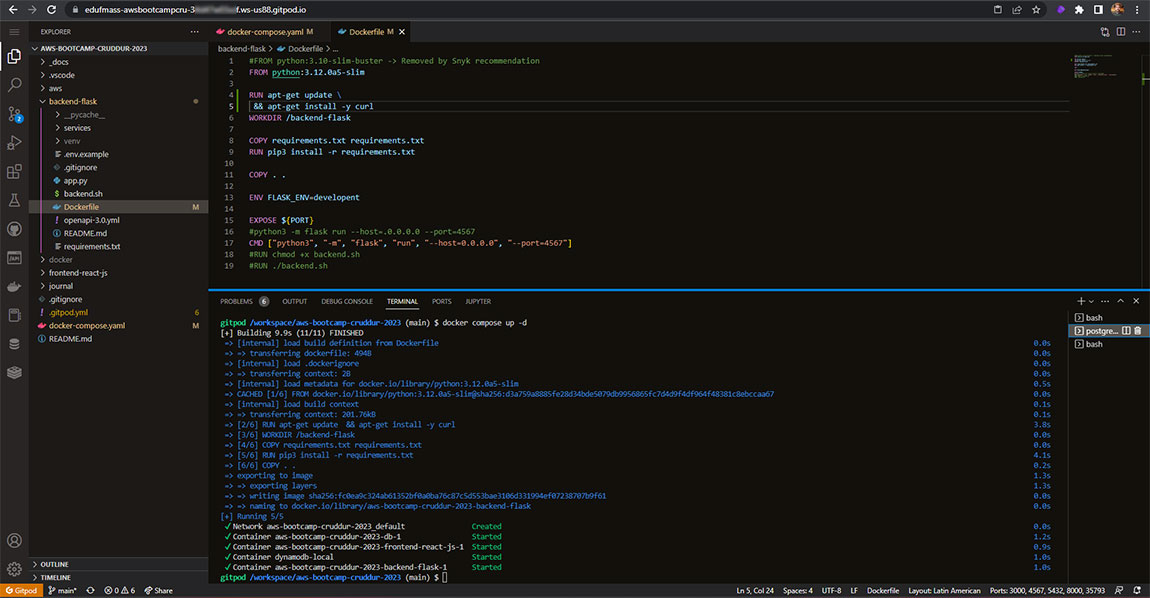 edufmass-awsbootcampcru-3 f.ws-us88.gitpod.io
EXPLORER
docker-compose.yaml M
Dockerfile M
AWS-BOOTCAMP-CRUDDUR-2023
_docs
.vscode
aws
backend-flask
__pycache__
services
venv
.env.example
.gitignore
app.py
$ backend.sh
Dockerfile M
! openapi-3.0.yml
README.md
requirements.txt
docker
frontend-react-js
journal
.gitignore
! .gitpod.yml 6
docker-compose.yaml M
README.md
OUTLINE
TIMELINE
2
API
backend-flask > Dockerfile > ...
1 #FROM python:3.10-slim-buster -> Removed by Snyk recommendation
2 FROM python:3.12.0a5-slim
3
4 RUN apt-get update \
5 && apt-get install -y curl
6 WORKDIR /backend-flask
7
8 COPY requirements.txt requirements.txt
9 RUN pip3 install -r requirements.txt
10
11 COPY . .
12
13 ENV FLASK_ENV=developent
14
15 EXPOSE ${PORT}
16 #python3 -m flask run --host=.0.0.0.0 --port=4567
17 CMD ["python3", "-m", "flask", "run", "--host=0.0.0.0", "--port=4567"]
18 #RUN chmod +x backend.sh
19 #RUN ./backend.sh
PROBLEMS 6 OUTPUT DEBUG CONSOLE TERMINAL PORTS JUPYTER
bash
postgre...
bash
gitpod /workspace/aws-bootcamp-cruddur-2023 (main) $ docker compose up -d
[+] Building 9.9s (11/11) FINISHED
=> [internal] load build definition from Dockerfile 0.0s
=> => transferring dockerfile: 494B 0.0s
=> [internal] load .dockerignore 0.0s
=> => transferring context: 2B 0.0s
=> [internal] load metadata for docker.io/library/python:3.12.0a5-slim 0.5s
=> CACHED [1/6] FROM docker.io/library/python:3.12.0a5-slim@sha256:d3a759a8885fe28d34bde5079db9956865fc7d4d9f4df964f48381c8ebccaa67 0.0s
=> [internal] load build context 0.1s
=> => transferring context: 201.76kB 0.1s
=> [2/6] RUN apt-get update && apt-get install -y curl 3.8s
=> [3/6] WORKDIR /backend-flask 0.0s
=> [4/6] COPY requirements.txt requirements.txt 0.0s
=> [5/6] RUN pip3 install -r requirements.txt 4.1s
=> [6/6] COPY . . 0.2s
=> exporting to image 1.3s
=> => exporting layers 1.3s
=> => writing image sha256:fc0ea9c324ab61352bf0a0ba76c87c5d553bae3106d331994ef07238707b9f61 0.0s
=> => naming to docker.io/library/aws-bootcamp-cruddur-2023-backend-flask 0.0s
[+] Running 5/5
✓ Network aws-bootcamp-cruddur-2023_default Created 0.0s
✓ Container aws-bootcamp-cruddur-2023-db-1 Started 1.2s
✓ Container aws-bootcamp-cruddur-2023-frontend-react-js-1 Started 0.9s
✓ Container dynamodb-local Started 1.0s
✓ Container aws-bootcamp-cruddur-2023-backend-flask-1 Started 1.0s
gitpod /workspace/aws-bootcamp-cruddur-2023 (main) $
Gitpod main* 0 6 Share Ln 5, Col 24 Spaces: 4 UTF-8 LF Dockerfile Layout: Latin American Ports: 3000, 4567, 5432, 8000, 35793